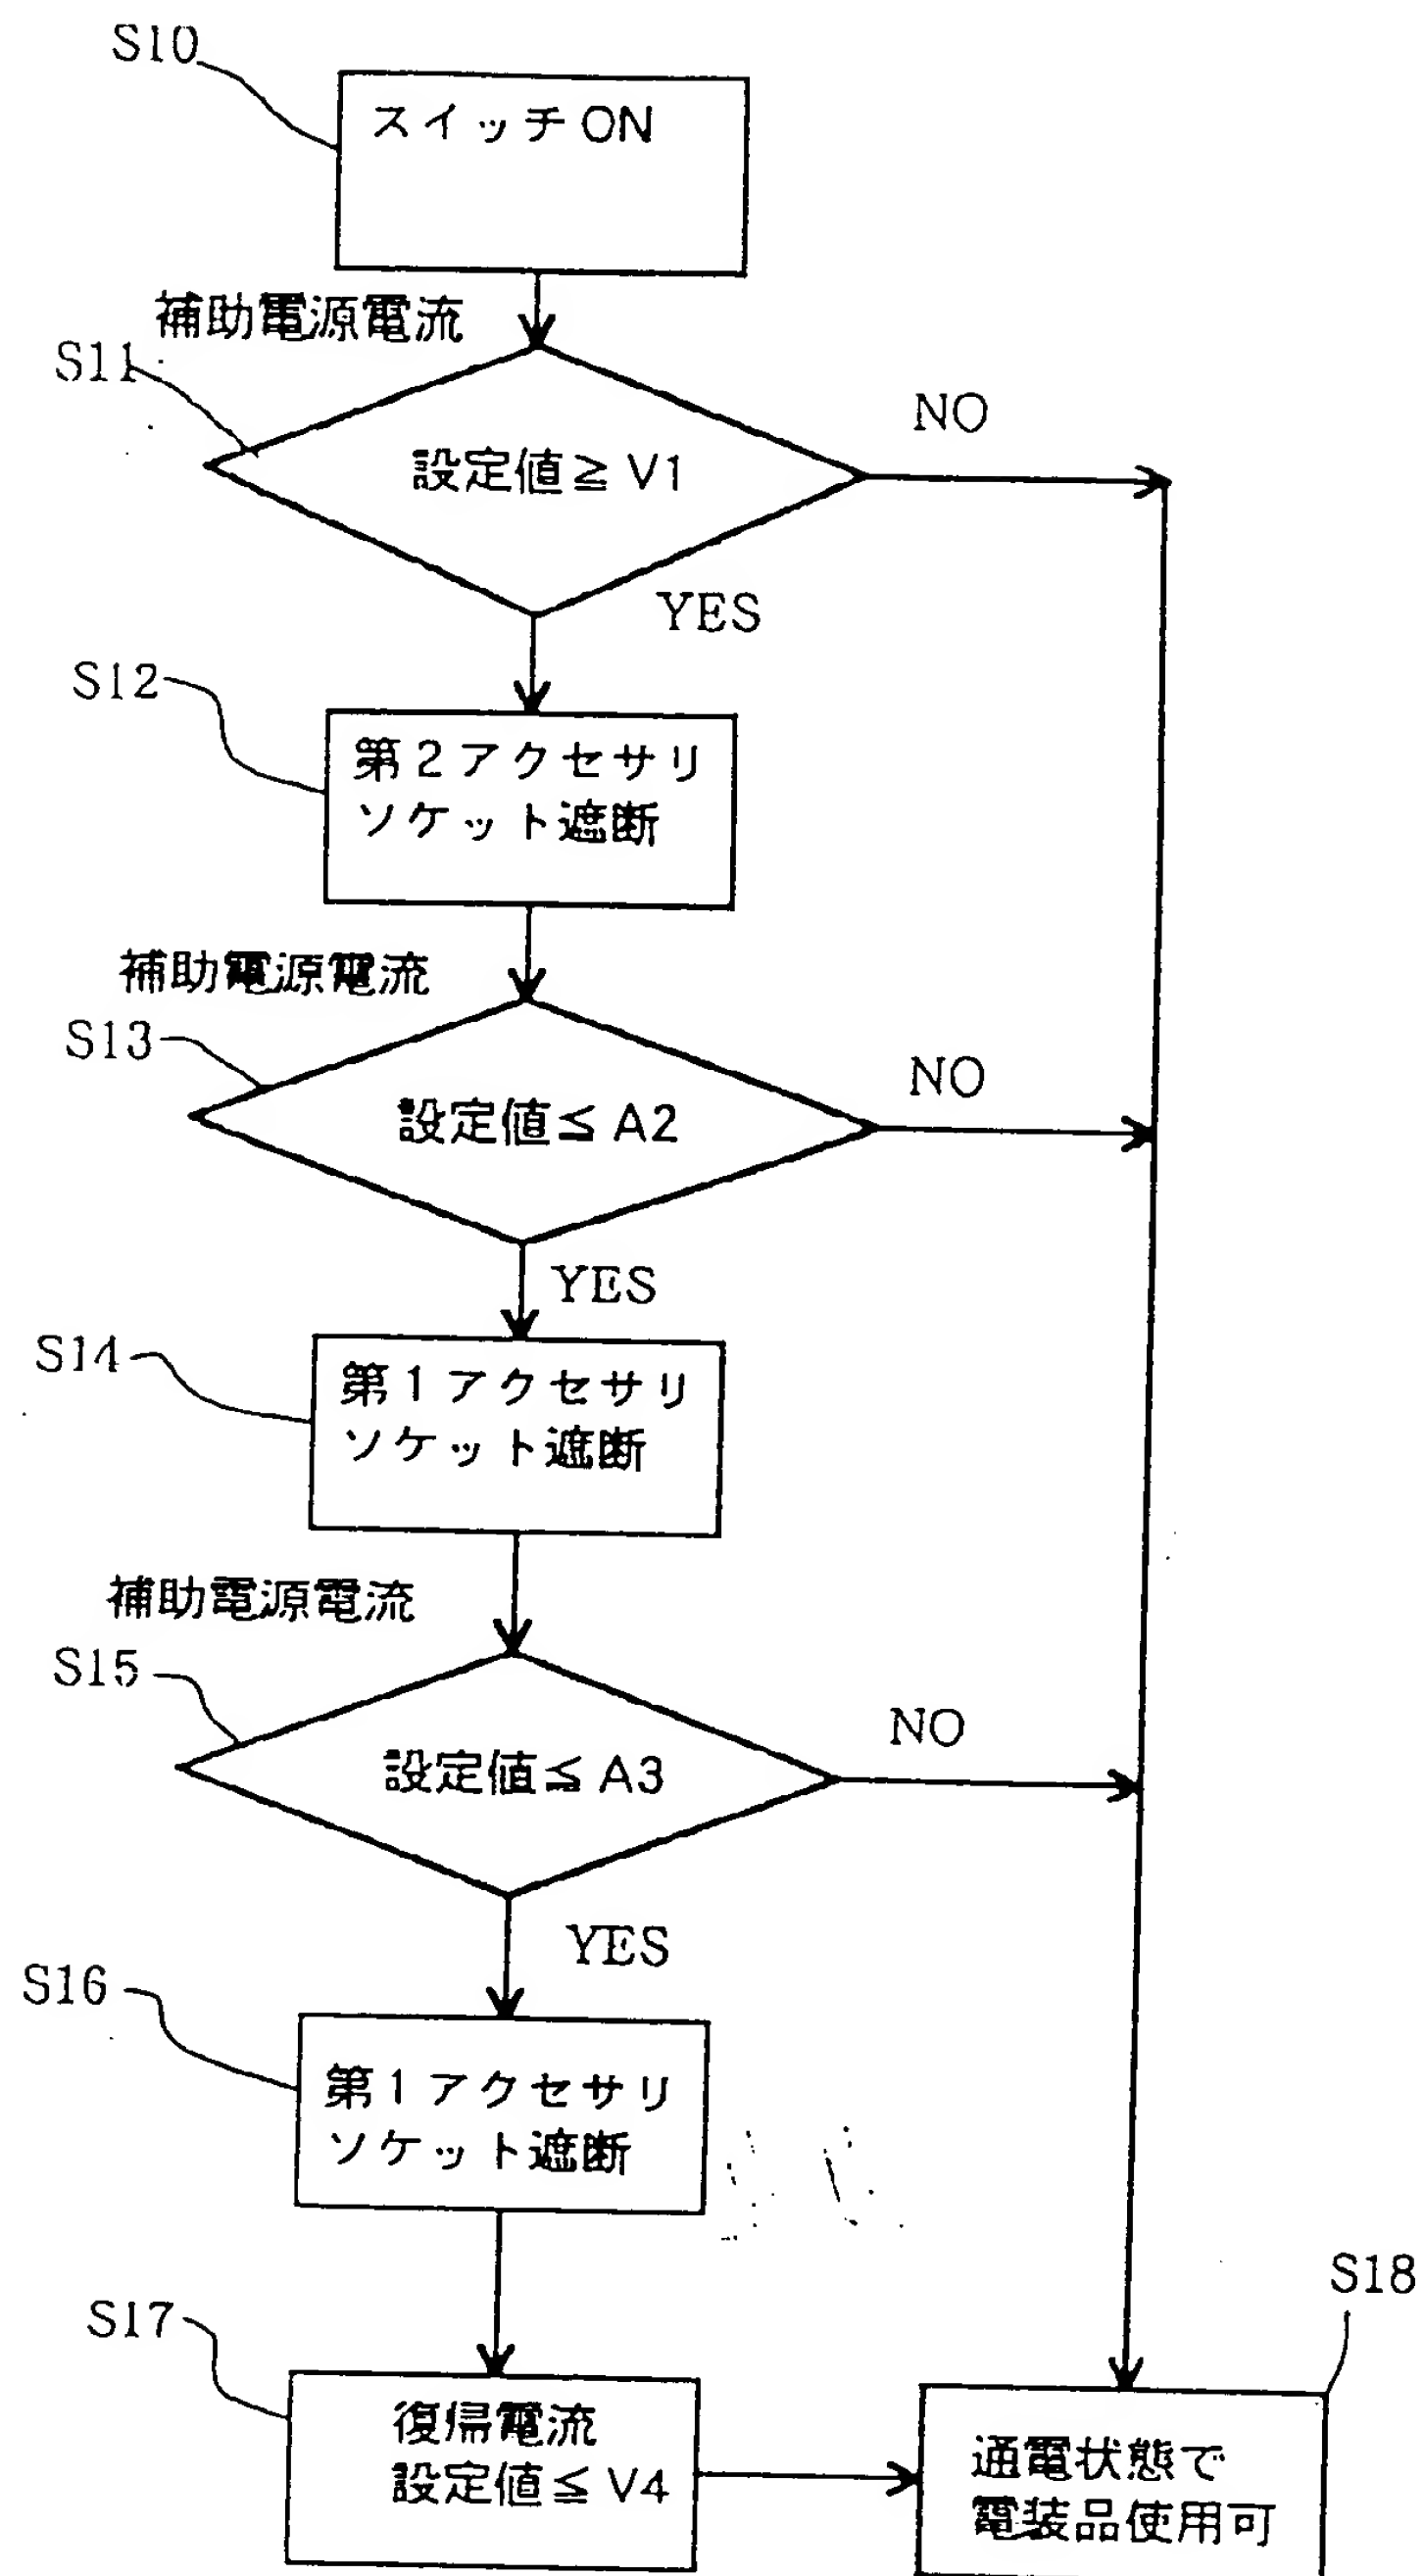 S10
スイッチ ON
補助電源電流
S11
設定値≧ V1
NO
YES
S12
第2アクセサリ
ソケット遮断
補助電源電流
S13
設定値≦ A2
NO
YES
S14
第1アクセサリ
ソケット遮断
補助電源電流
S15
設定値≦ A3
NO
YES
S16
第1アクセサリ
ソケット遮断
S17
復帰電流
設定値≦ V4
S18
通電状態で
電装品使用可